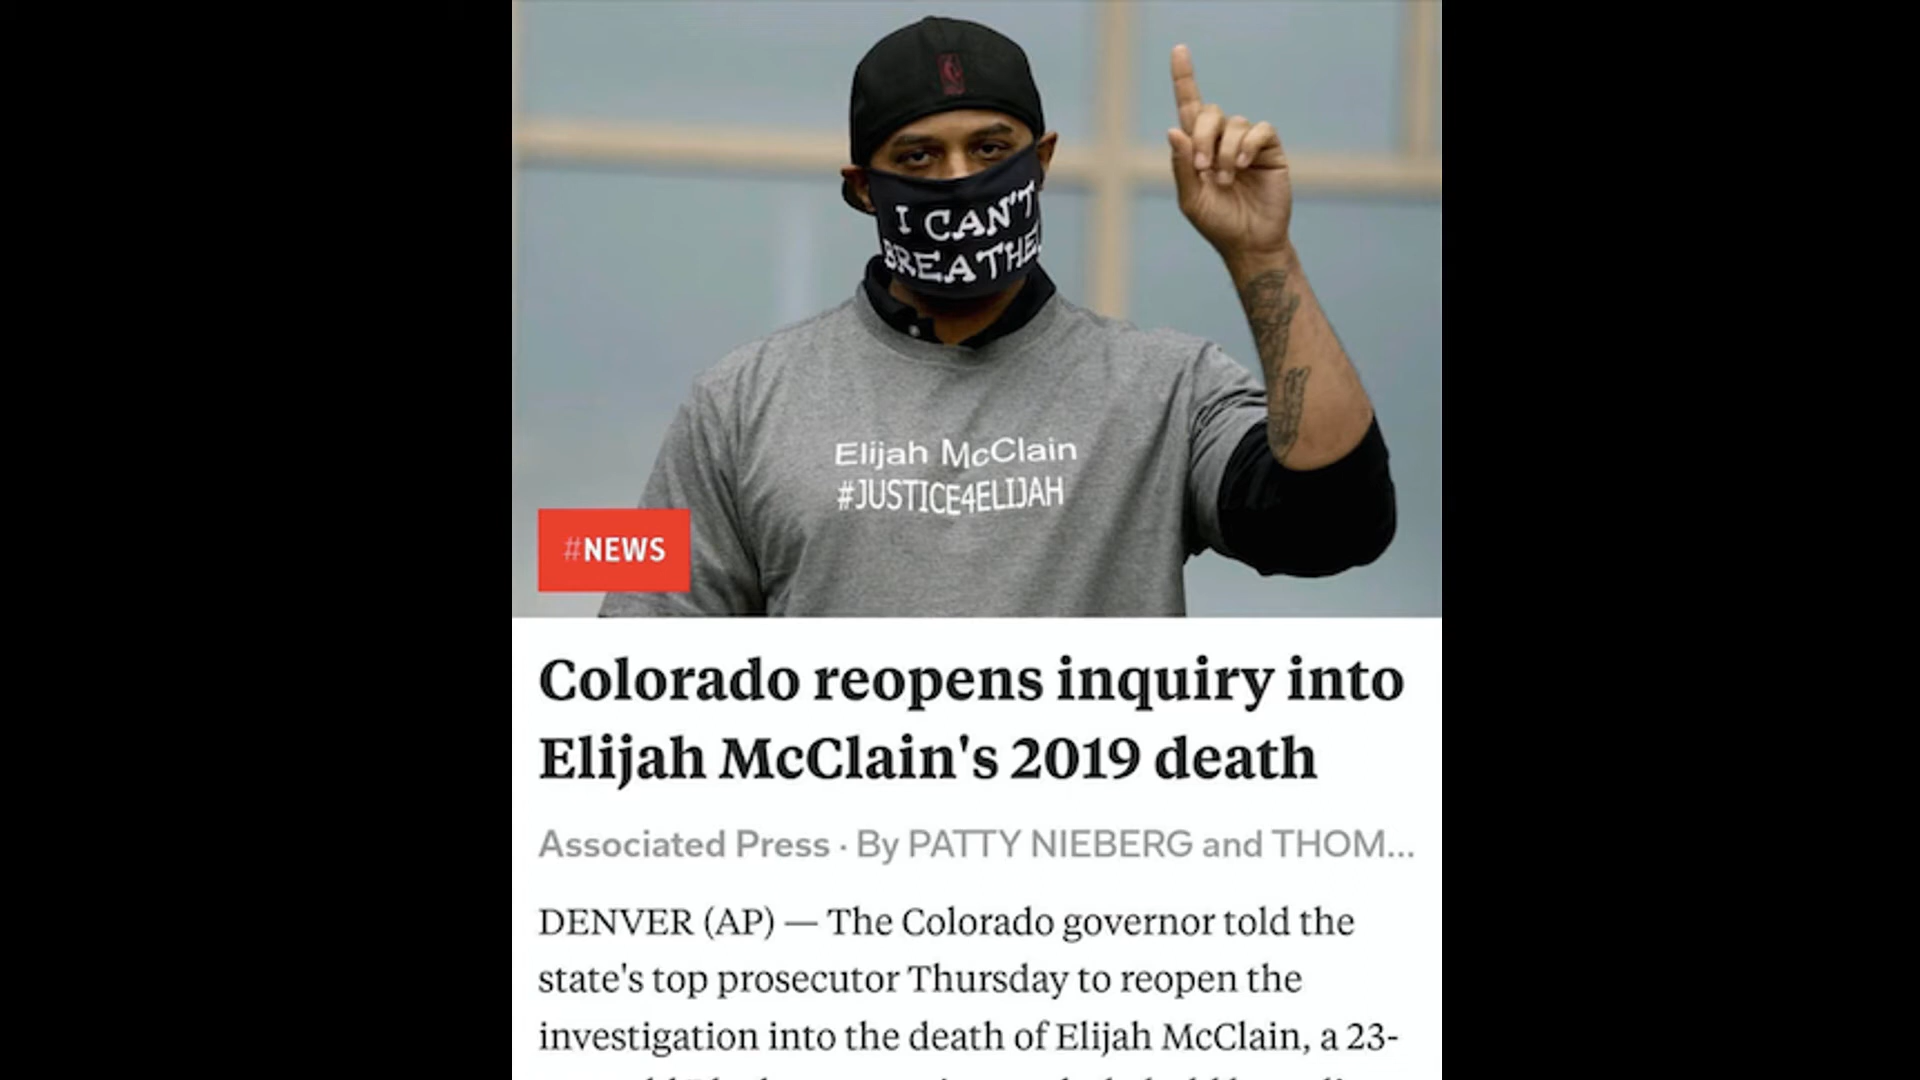 I CAN'T
BREATHE!
Elijah McClain
#JUSTICE4ELIJAH
#NEWS
Colorado reopens inquiry into
Elijah McClain's 2019 death
Associated Press · By PATTY NIEBERG and THOM...
DENVER (AP) — The Colorado governor told the
state's top prosecutor Thursday to reopen the
investigation into the death of Elijah McClain, a 23-